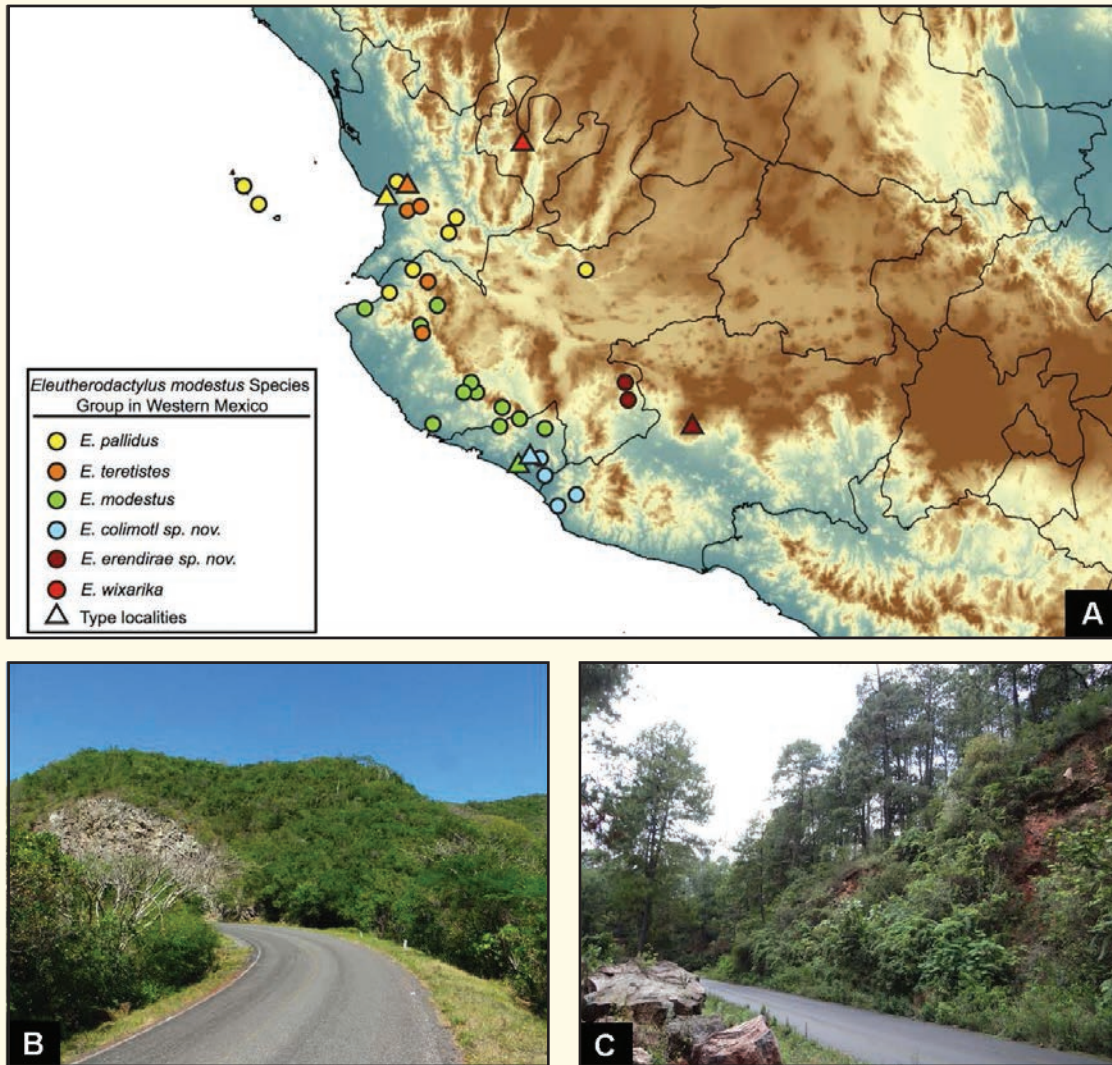 Eleutherodactylus modestus Species
Group in Western Mexico
E. pallidus
E. teretistes
E. modestus
E. colimotl sp. nov.
E. erendirae sp. nov.
E. wixarika
Type localities
A
B
C